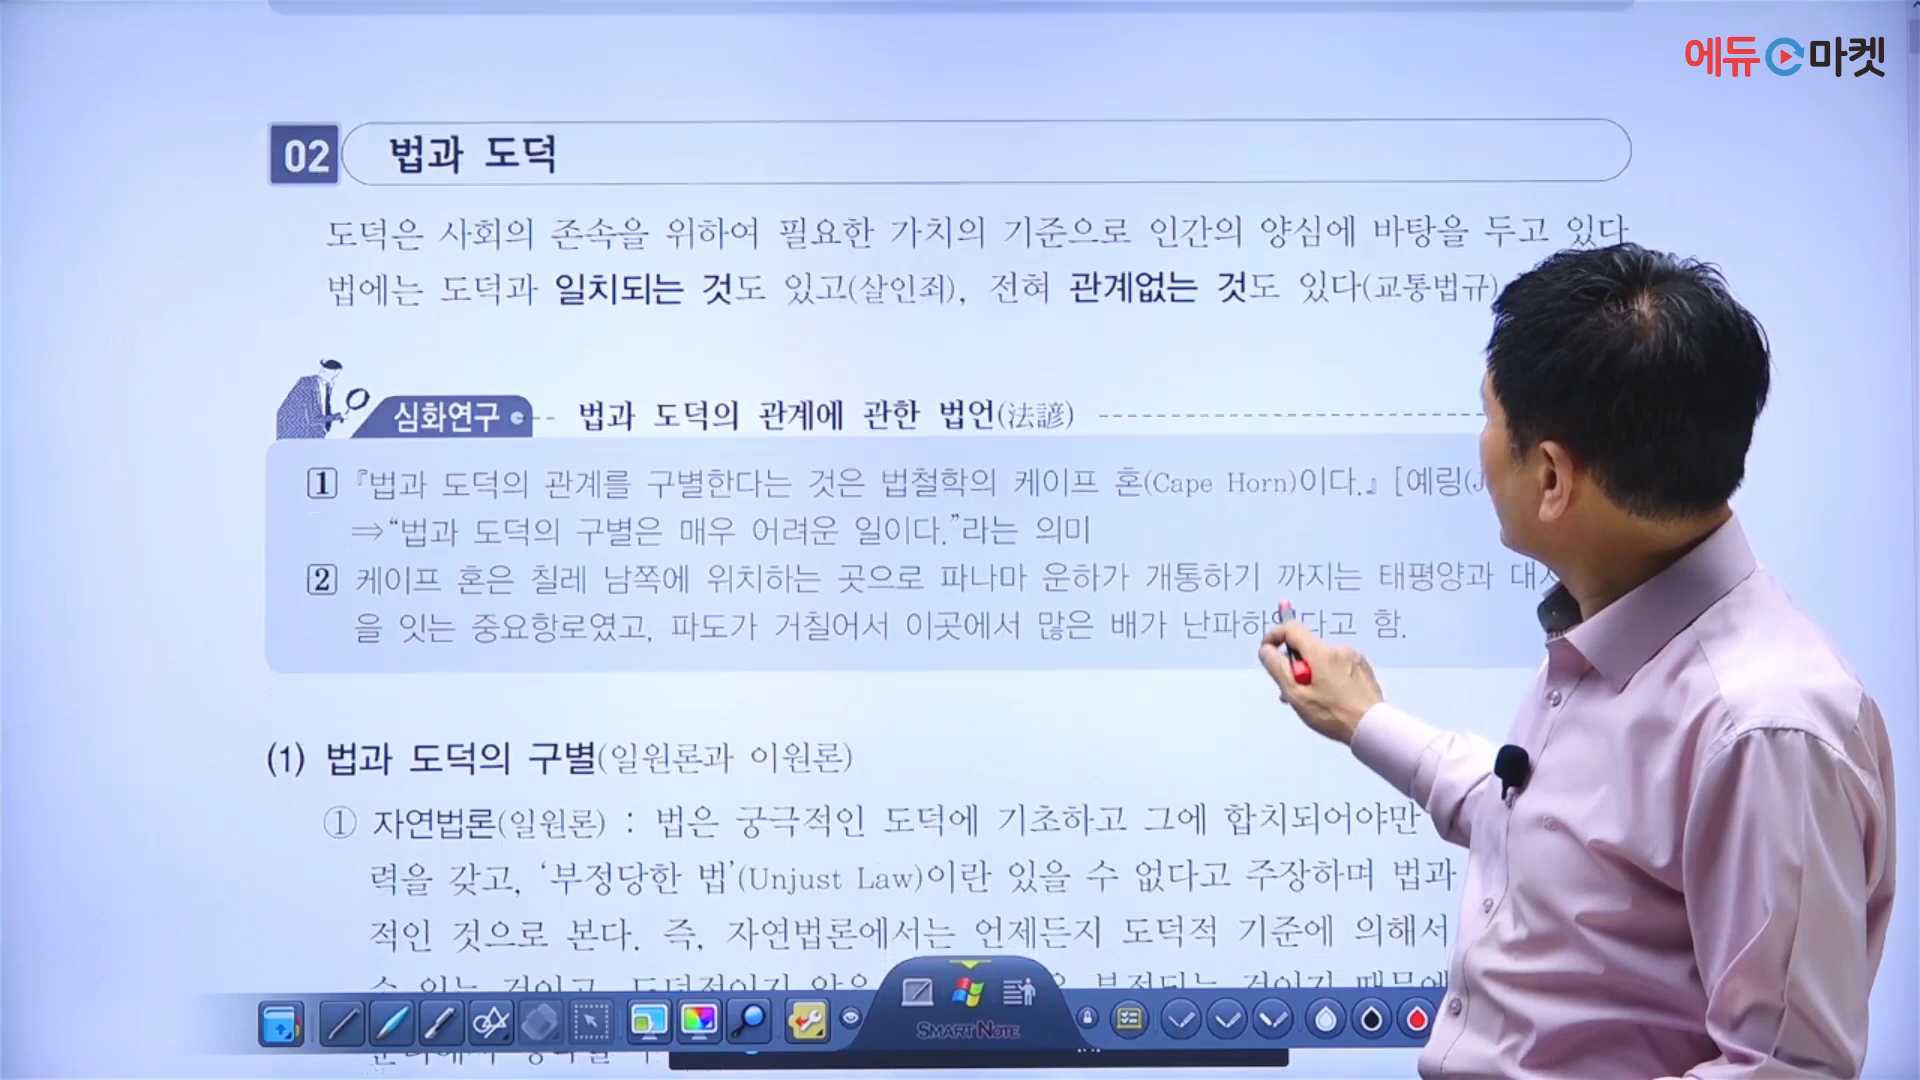 에듀 마켓
02 법과 도덕
도덕은 사회의 존속을 위하여 필요한 가치의 기준으로 인간의 양심에 바탕을 두고 있다
법에는 도덕과 일치되는 것도 있고(살인죄), 전혀 관계없는 것도 있다(교통법규)
심화연구 법과 도덕의 관계에 관한 법언(法諺)
1 『법과 도덕의 관계를 구별한다는 것은 법철학의 케이프 혼(Cape Horn)이다.』 [예링(J
⇒“법과 도덕의 구별은 매우 어려운 일이다.”라는 의미
2 케이프 혼은 칠레 남쪽에 위치하는 곳으로 파나마 운하가 개통하기 까지는 태평양과 대
을 잇는 중요항로였고, 파도가 거칠어서 이곳에서 많은 배가 함.
(1) 법과 도덕의 구별(일원론과 이원론)
① 자연법론(일원론) : 법은 궁극적인 도덕에 기초하고 그에 합치되어야만
력을 갖고, ‘부정당한 법’(Unjust Law)이란 있을 수 없다고 주장하며 법과
적인 것으로 본다. 즉, 자연법론에서는 언제든지 도덕적 기준에 의해서
SMART NOTE